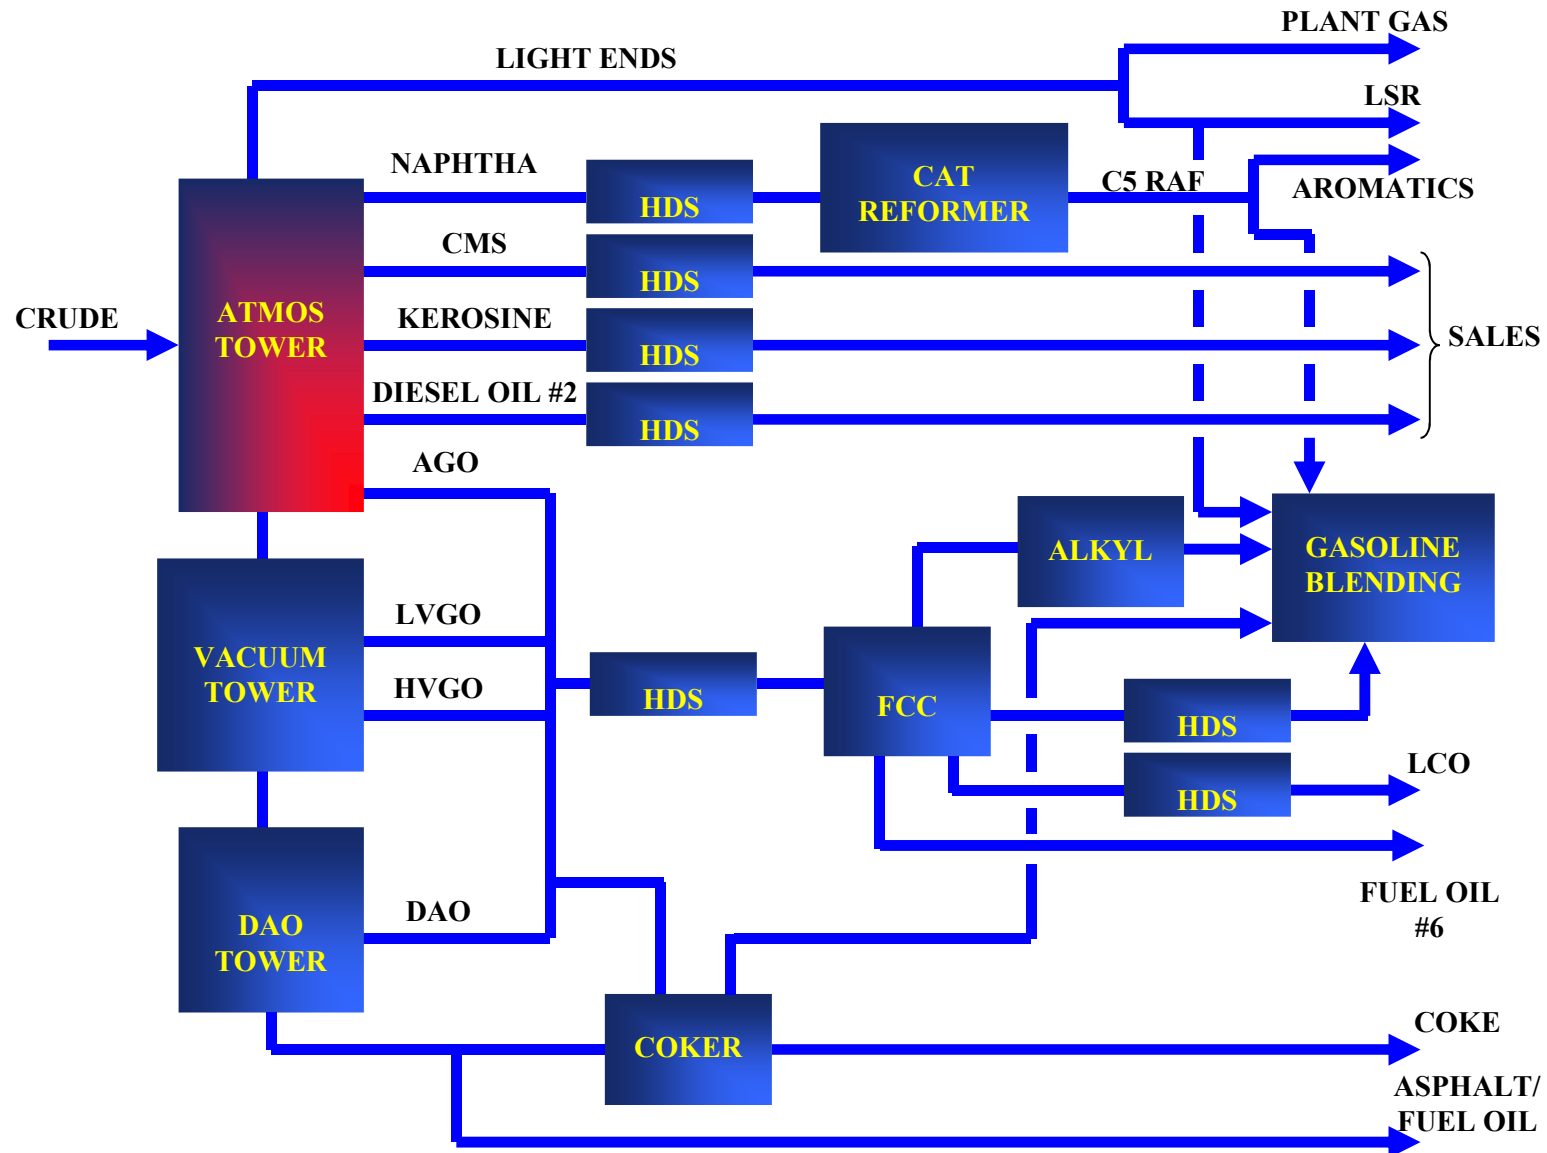 PLANT GAS
LIGHT ENDS
LSR
NAPHTHA
CAT
REFORMER
C5 RAF
AROMATICS
HDS
CMS
HDS
CRUDE
ATMOS
TOWER
KEROSINE
HDS
SALES
DIESEL OIL #2
HDS
AGO
ALKYL
GASOLINE
BLENDING
LVGO
VACUUM
TOWER
HVGO
HDS
FCC
HDS
LCO
HDS
FUEL OIL
#6
DAO
TOWER
DAO
COKER
COKE
ASPHALT/
FUEL OIL